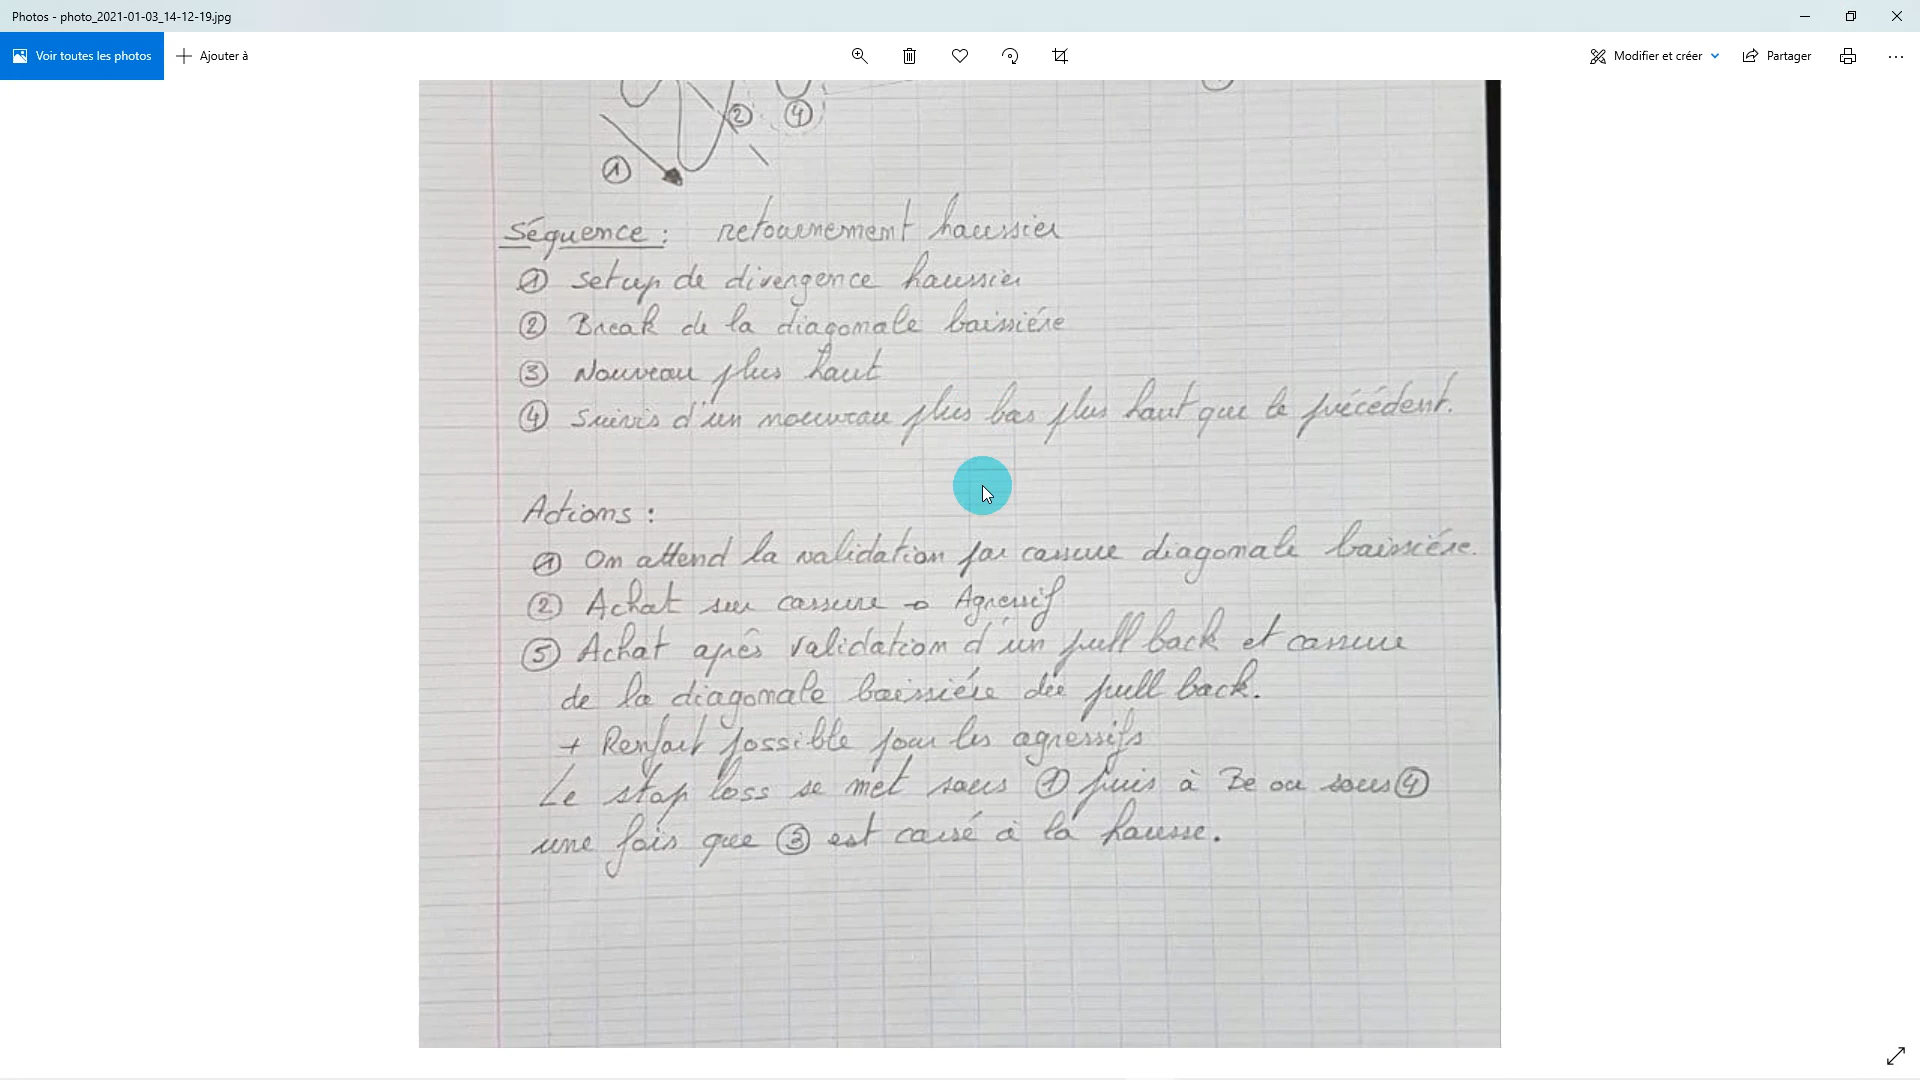 Photos - photo_2021-01-03_14-12-19.jpg
Voir toutes les photos
Ajouter à
Modifier et créer
Partager
② ④
①
Séquence : retournement haussier
① Setup de divergence haussier
② Break de la diagonale baissiére
③ Nouveau plus haut
④ Suivis d'un nouveau plus bas plus haut que le précédent.
Actions :
① On attend la validation par cassure diagonale baissiére.
② Achat sur cassure → Agressif
⑤ Achat après validation d'un pull back et cassure
de la diagonale baissiére du pull back.
+ Renfort possible pour les agressifs
Le stop loss se met sous ① puis à Be ou sous ④
une fois que ③ est cassé à la hausse.